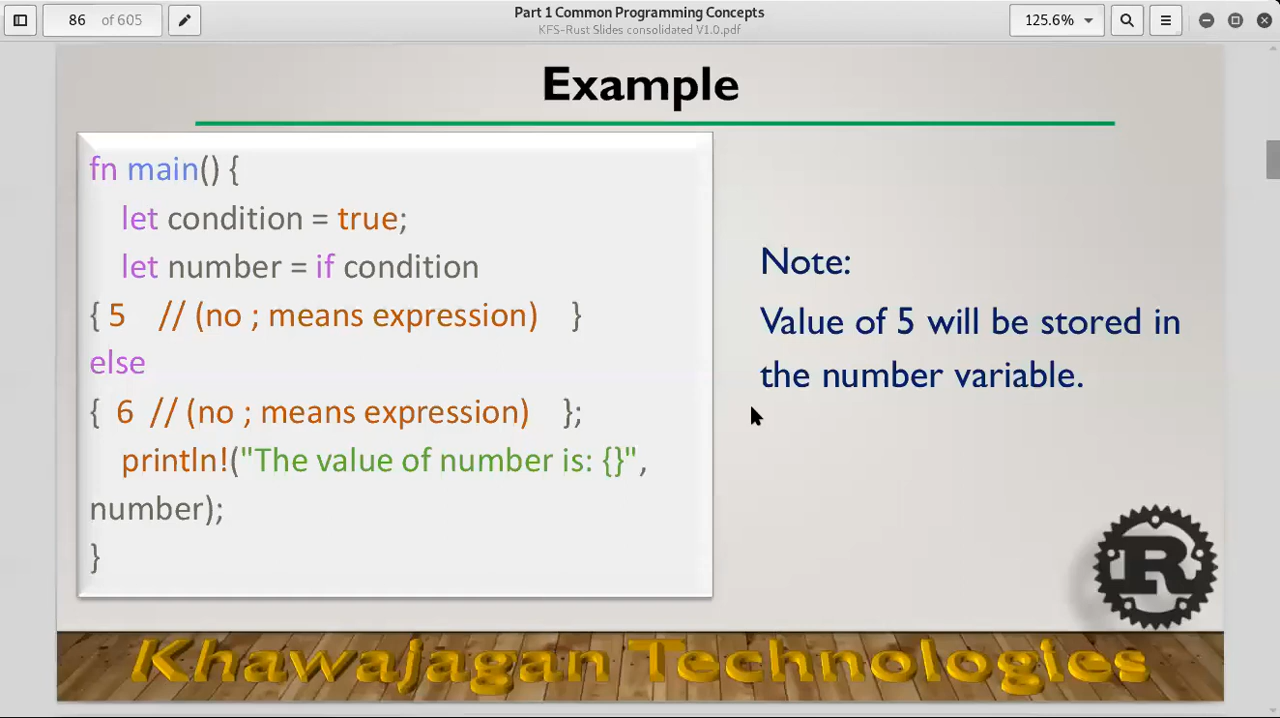 86 of 605
Part 1 Common Programming Concepts
KFS-Rust Slides consolidated V1.0.pdf
125.6%
Example
fn main() {
let condition = true;
let number = if condition
{ 5 // (no ; means expression) }
else
{ 6 // (no ; means expression) };
println!("The value of number is: {}",
number);
}
Note:
Value of 5 will be stored in
the number variable.
R
Khawajagan Technologies